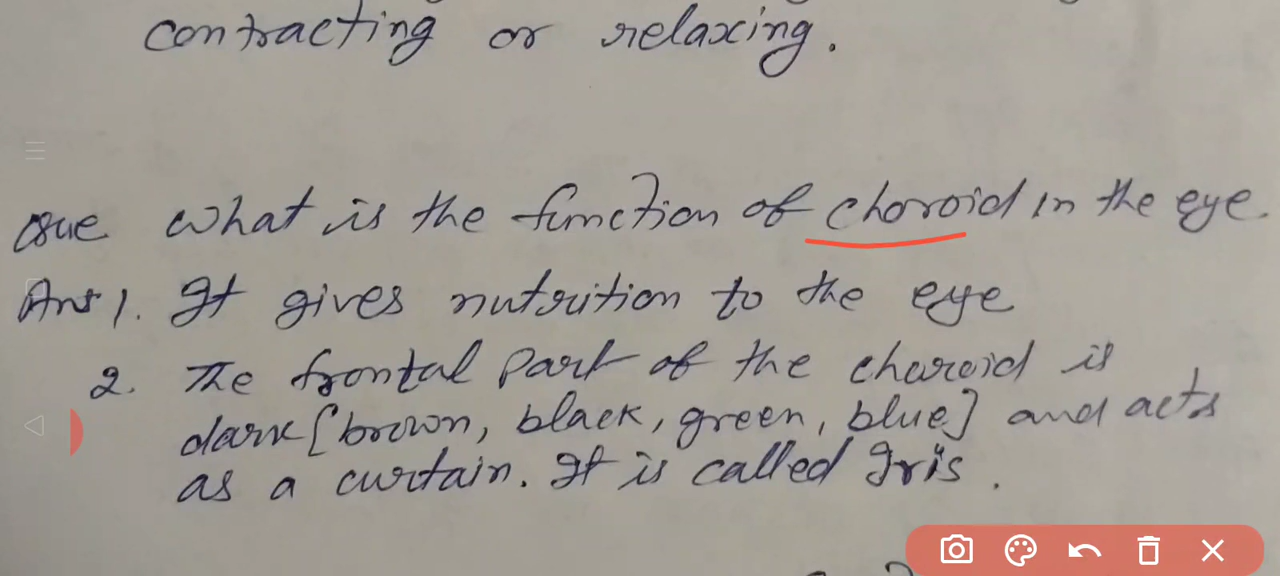 contracting or relaxing.
Que What is the function of choroid in the eye.
Ans 1. It gives nutrition to the eye
2. The frontal part of the choroid is
dark [brown, black, green, blue] and acts
as a curtain. It is called Iris.